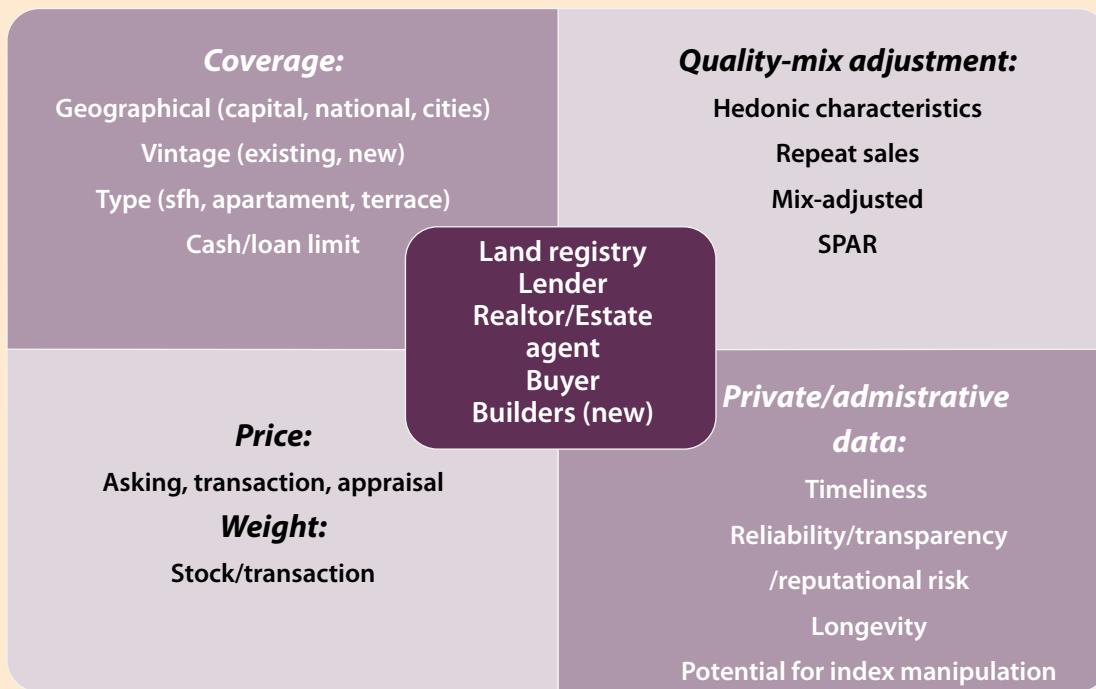 Coverage:
Geographical (capital, national, cities)
Vintage (existing, new)
Type (sfh, apartament, terrace)
Cash/loan limit
Quality-mix adjustment:
Hedonic characteristics
Repeat sales
Mix-adjusted
SPAR
Land registry
Lender
Realtor/Estate
agent
Buyer
Builders (new)
Price:
Asking, transaction, appraisal
Weight:
Stock/transaction
Private/admistrative
data:
Timeliness
Reliability/transparency
/reputational risk
Longevity
Potential for index manipulation